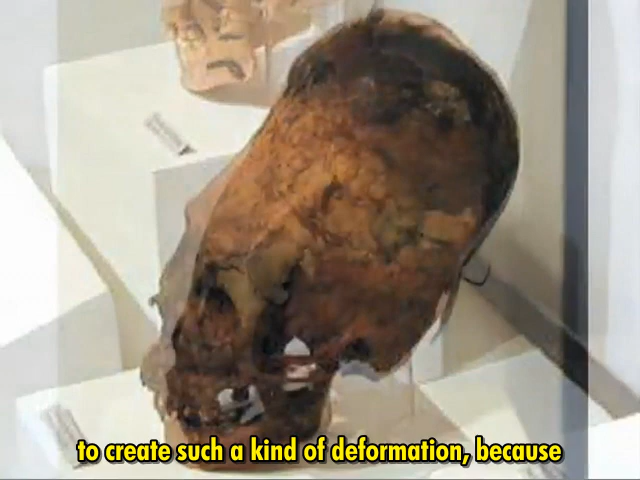 to create such a kind of deformation, because